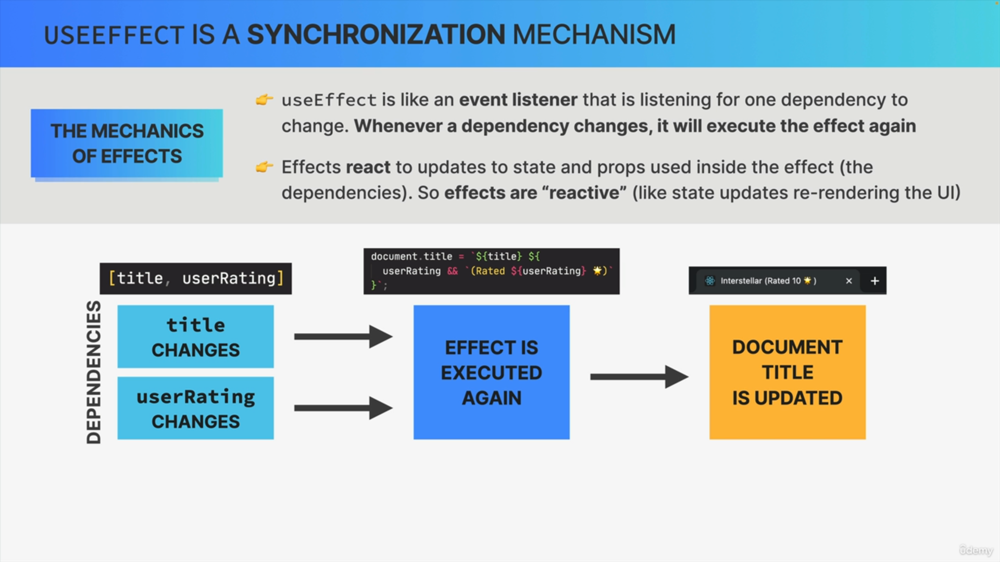 USEEFFECT IS A SYNCHRONIZATION MECHANISM
THE MECHANICS
OF EFFECTS
👉 useEffect is like an event listener that is listening for one dependency to
change. Whenever a dependency changes, it will execute the effect again
👉 Effects react to updates to state and props used inside the effect (the
dependencies). So effects are “reactive” (like state updates re-rendering the UI)
[title, userRating]
DEPENDENCIES
title
CHANGES
userRating
CHANGES
document.title = `${title} ${
userRating && `(Rated ${userRating} 🌟)`
}`;
EFFECT IS
EXECUTED
AGAIN
Interstellar (Rated 10 🌟 ) × +
DOCUMENT
TITLE
IS UPDATED
ûdemy